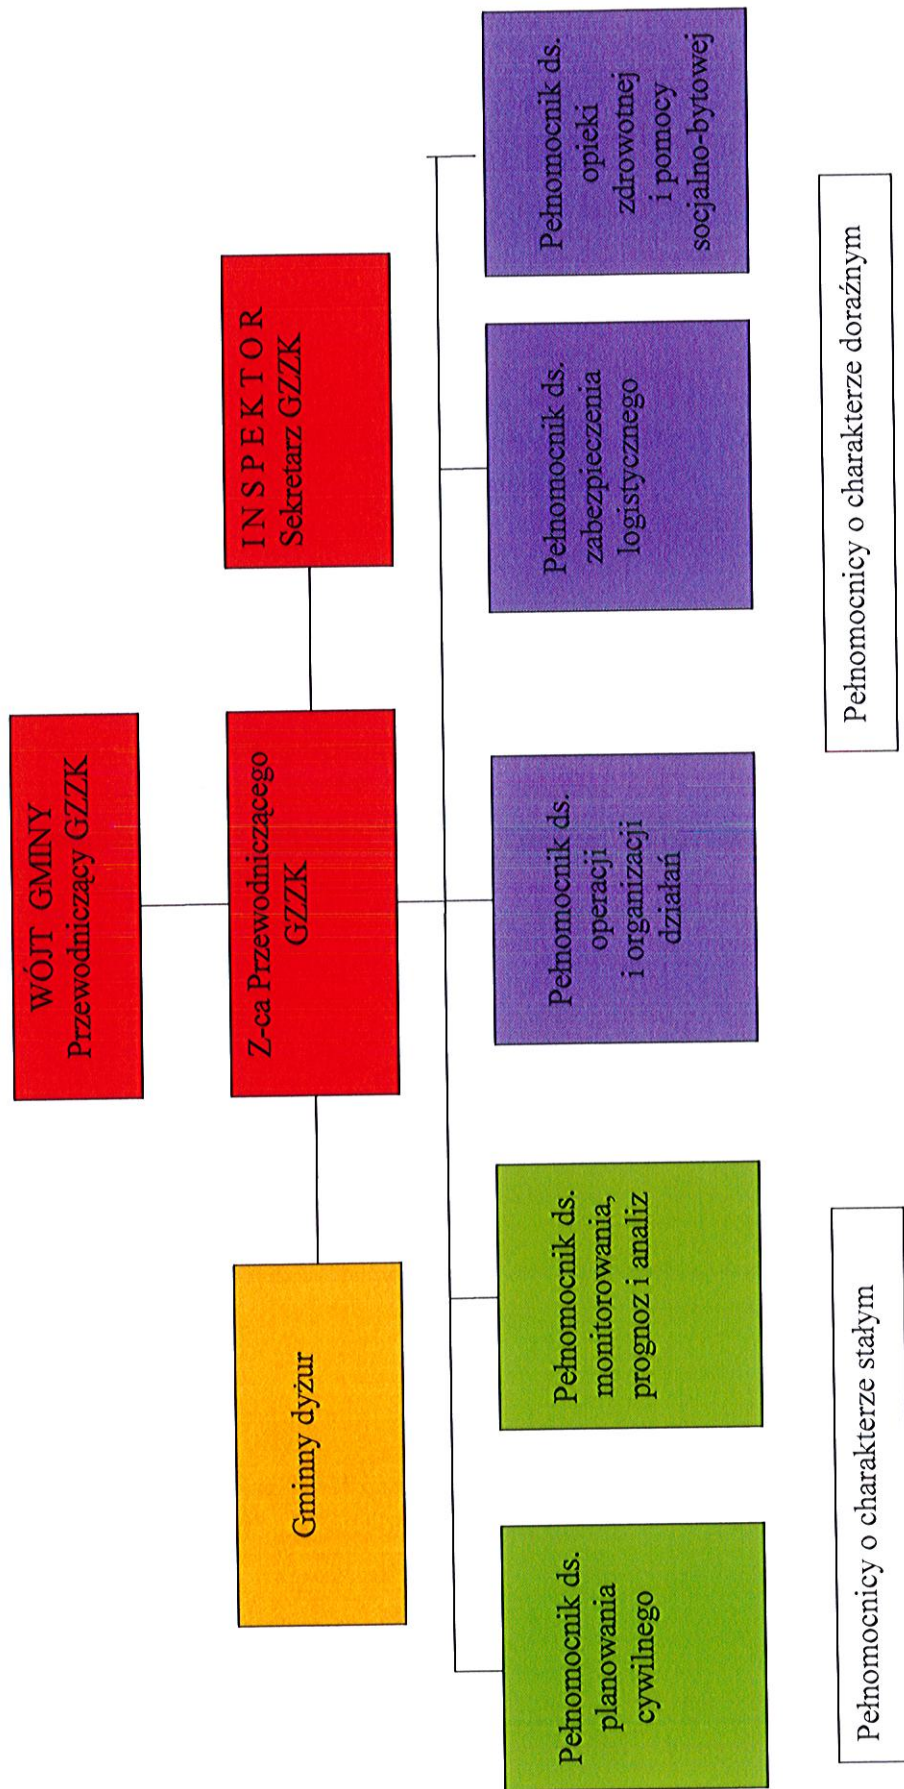 WÓJT GMINY
Przewodniczący GZZK
Gminny dyżur
Z-ca Przewodniczącego
GZZK
I N S P E K T O R
Sekretarz GZZK
Pełnomocnik ds.
planowania
cywilnego
Pełnomocnik ds.
monitorowania,
prognoz i analiz
Pełnomocnik ds.
operacji
i organizacji
działań
Pełnomocnik ds.
zabezpieczenia
logistycznego
Pełnomocnik ds.
opieki
zdrowotnej
i pomocy
socjalno-bytowej
Pełnomocnicy o charakterze stałym
Pełnomocnicy o charakterze doraźnym